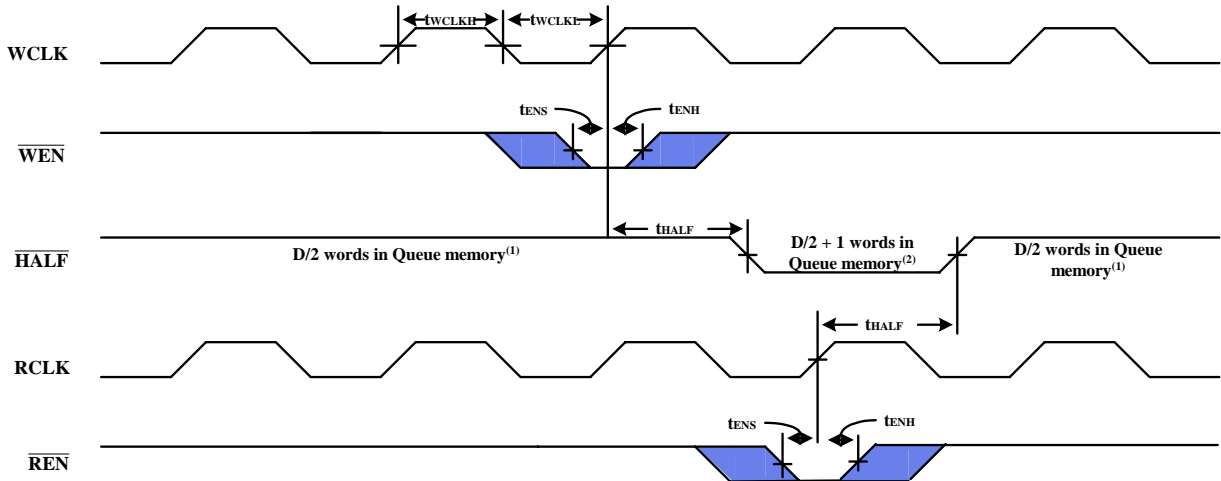 tWCLKH tWCLKL
WCLK
tENS tENH
WEN
tHALF
HALF
D/2 words in Queue memory(1)
D/2 + 1 words in
Queue memory(2)
D/2 words in Queue
memory(1)
tHALF
RCLK
tENS tENH
REN